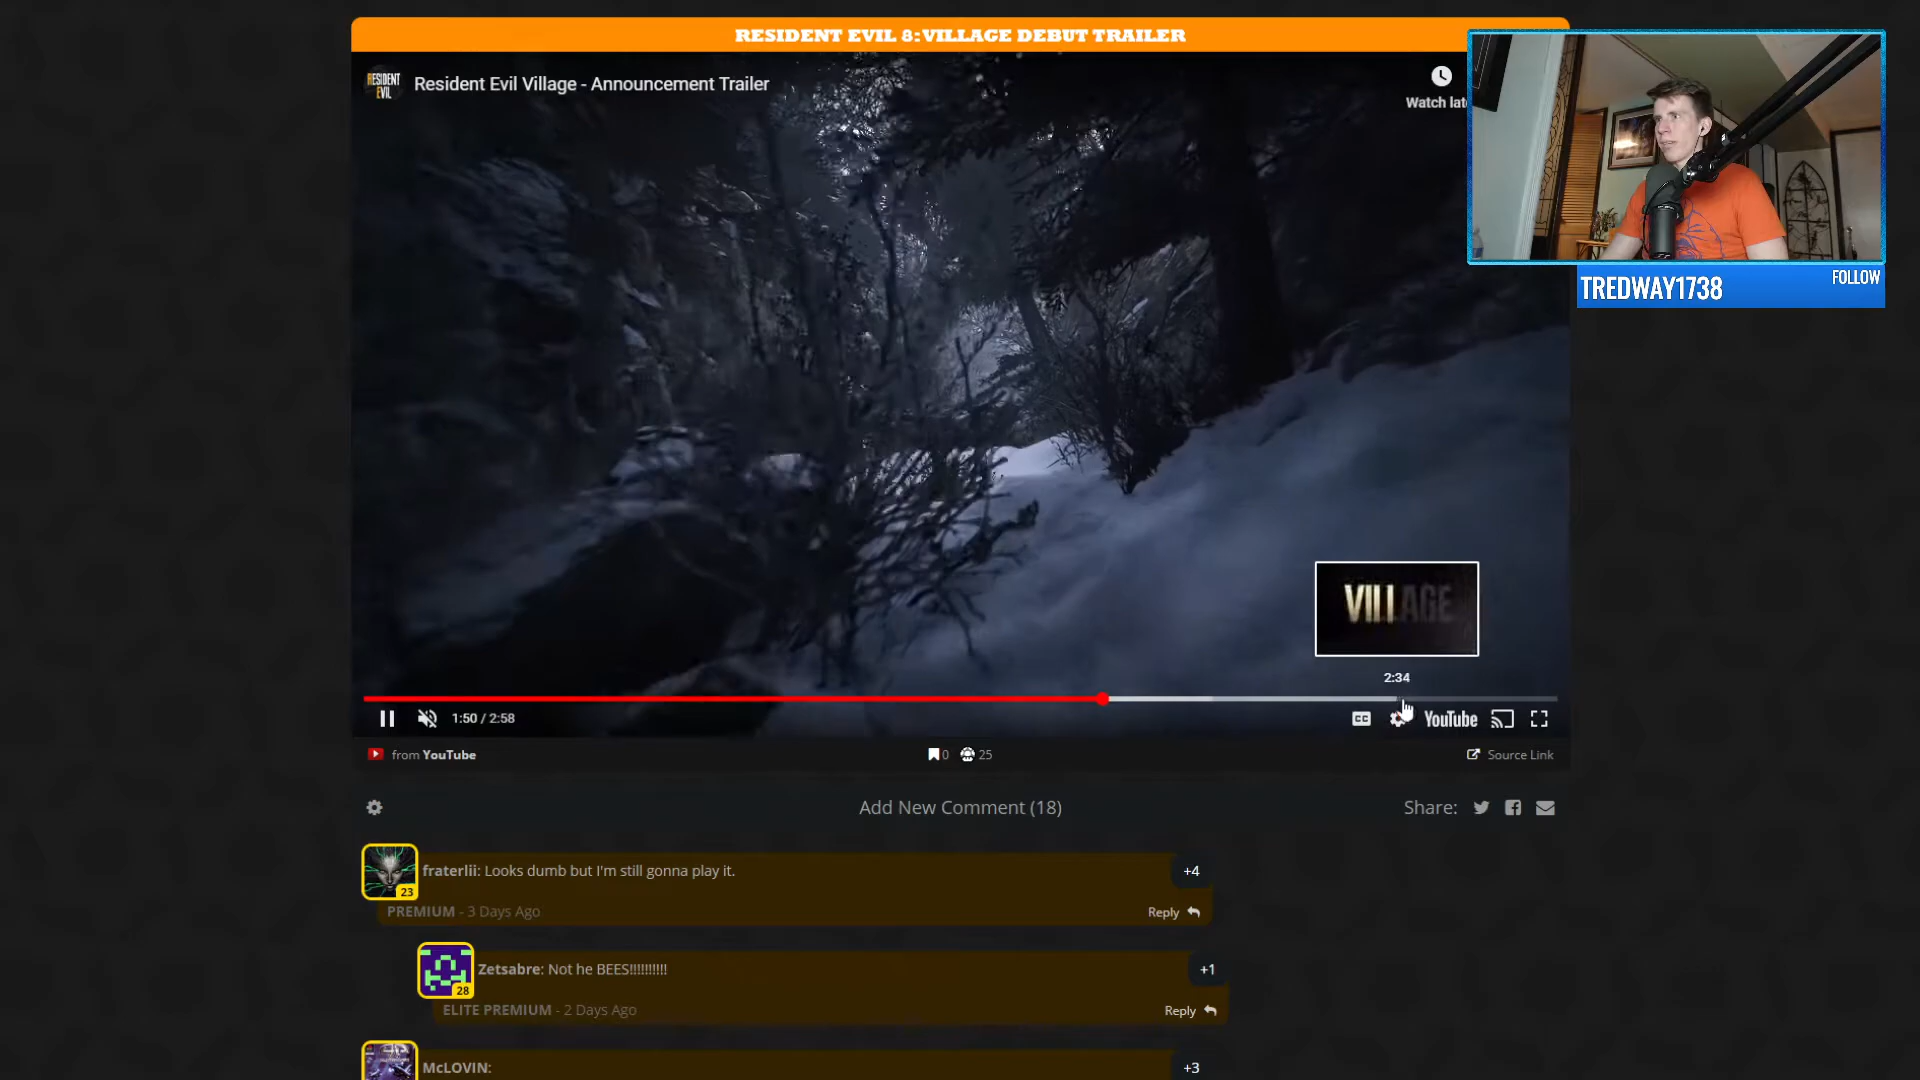 RESIDENT EVIL 8: VILLAGE DEBUT TRAILER
RESIDENT EVIL
Resident Evil Village - Announcement Trailer
Watch lat
TREDWAY1738
FOLLOW
VILLAGE
2:34
1:50 / 2:58
CC
YouTube
from YouTube
0
25
Source Link
Add New Comment (18)
Share:
23
fraterlii: Looks dumb but I'm still gonna play it.
+4
PREMIUM - 3 Days Ago
Reply
28
Zetsabre: Not he BEES!!!!!!!!!!
+1
ELITE PREMIUM - 2 Days Ago
Reply
McLOVIN:
+3